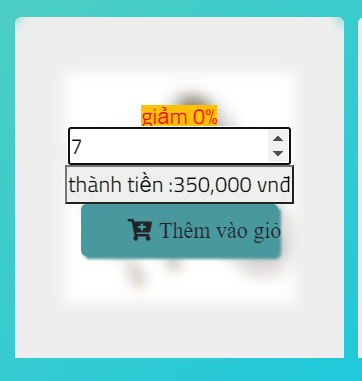 giảm 0%
7
thành tiền :350,000 vnđ
Thêm vào giỏ